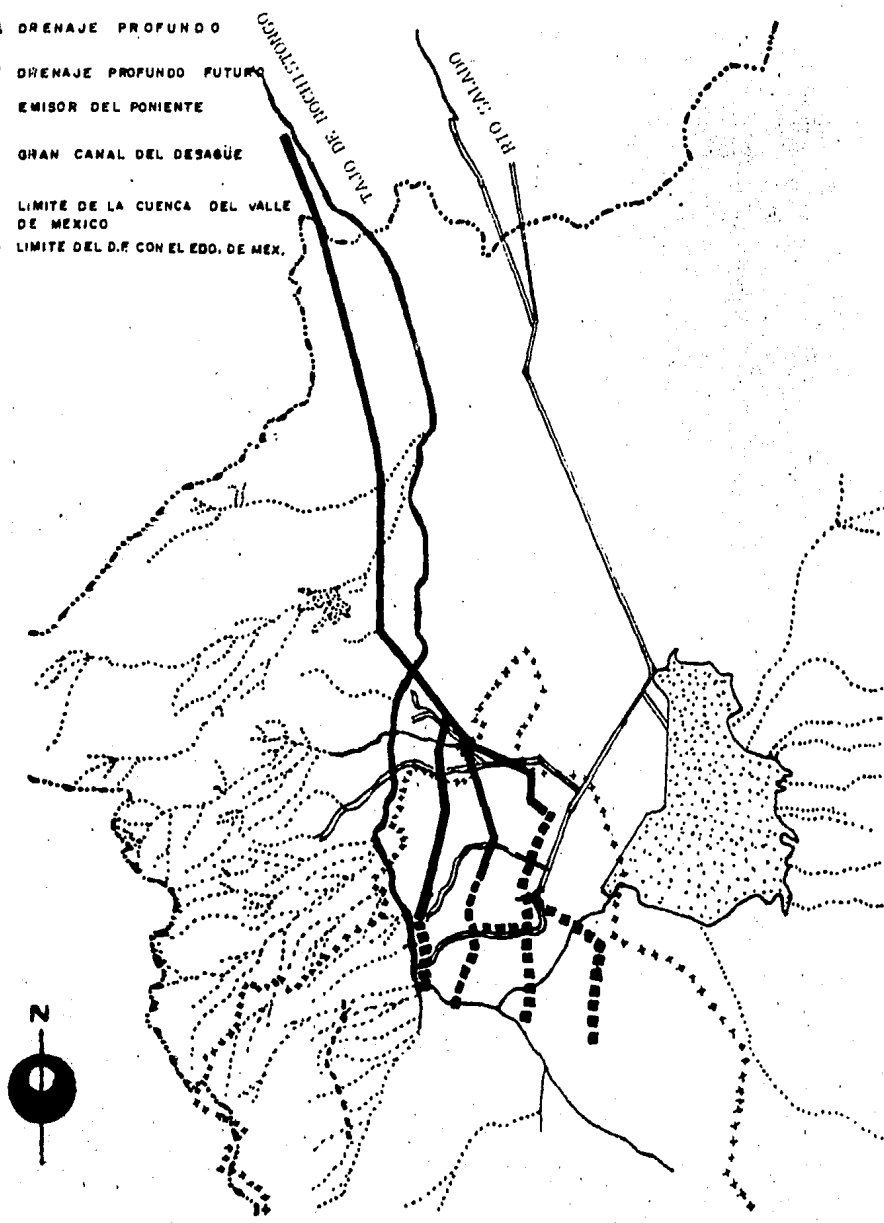 DRENAJE PROFUNDO
DRENAJE PROFUNDO FUTURO
EMISOR DEL PONIENTE
GRAN CANAL DEL DESAGÜE
LIMITE DE LA CUENCA DEL VALLE
DE MEXICO
LIMITE DEL D.F. CON EL EDO. DE MEX.
TAJO DE NOCHISTONGO
RIO SALADO
N